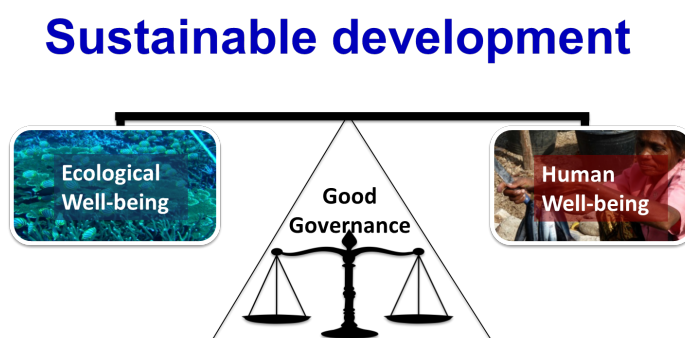 Sustainable development
Ecological
Well-being
Good
Governance
Human
Well-being